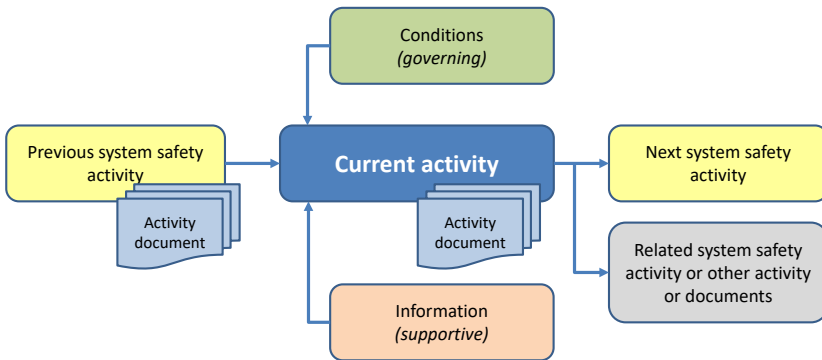 Conditions
(governing)
Previous system safety
activity
Activity
document
Current activity
Activity
document
Next system safety
activity
Related system safety
activity or other activity
or documents
Information
(supportive)